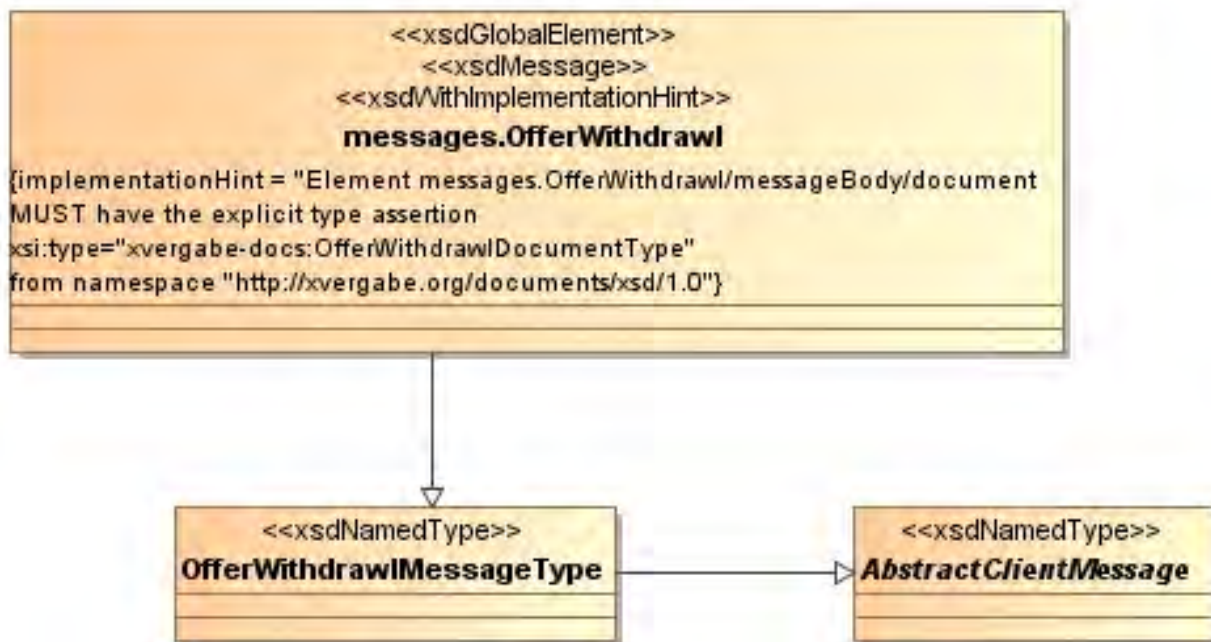 <<xsdGlobalElement>>
<<xsdMessage>>
<<xsdWithImplementationHint>>
messages.OfferWithdrawl
{implementationHint = "Element messages.OfferWithdrawl/messageBody/document
MUST have the explicit type assertion
xsi:type="xvergabe-docs:OfferWithdrawlDocumentType"
from namespace "http://xvergabe.org/documents/xsd/1.0"}
<<xsdNamedType>>
OfferWithdrawlMessageType
<<xsdNamedType>>
AbstractClientMessage